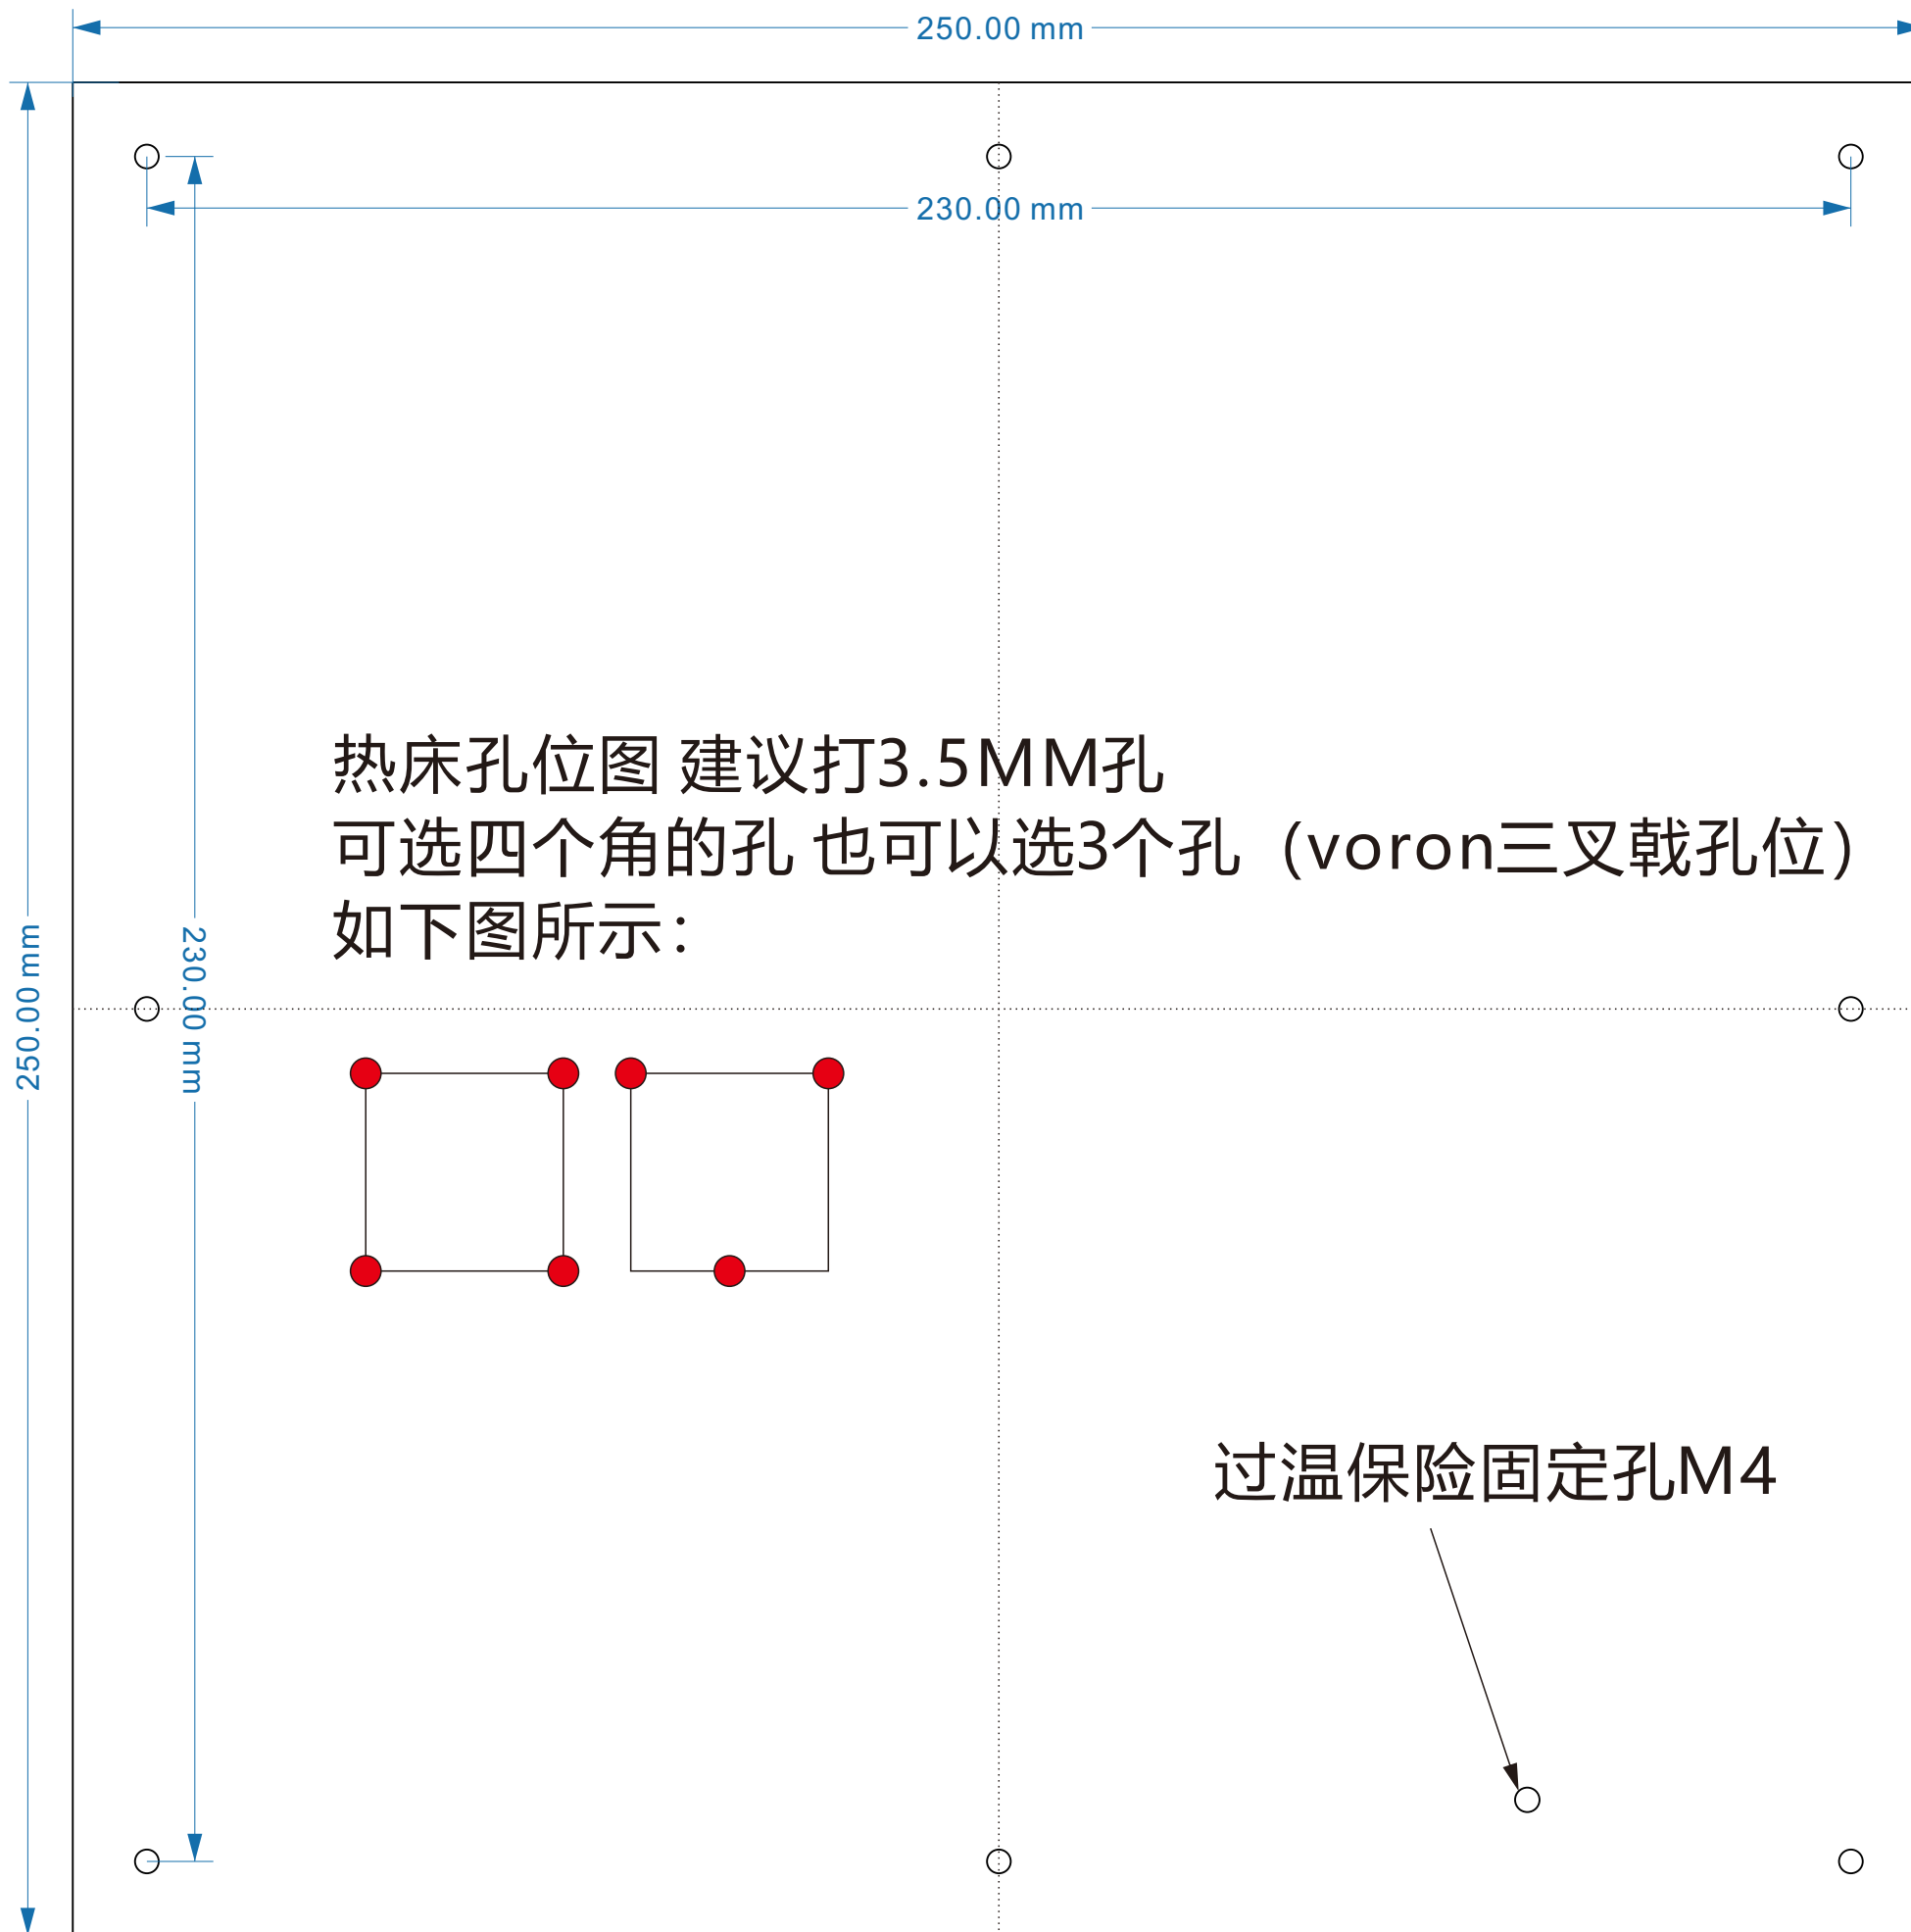 250.00 mm
230.00 mm
热床孔位图 建议打3.5MM孔
可选四个角的孔 也可以选3个孔 (voron三叉戟孔位)
如下图所示:
250.00 mm
230.00 mm
过温保险固定孔M4